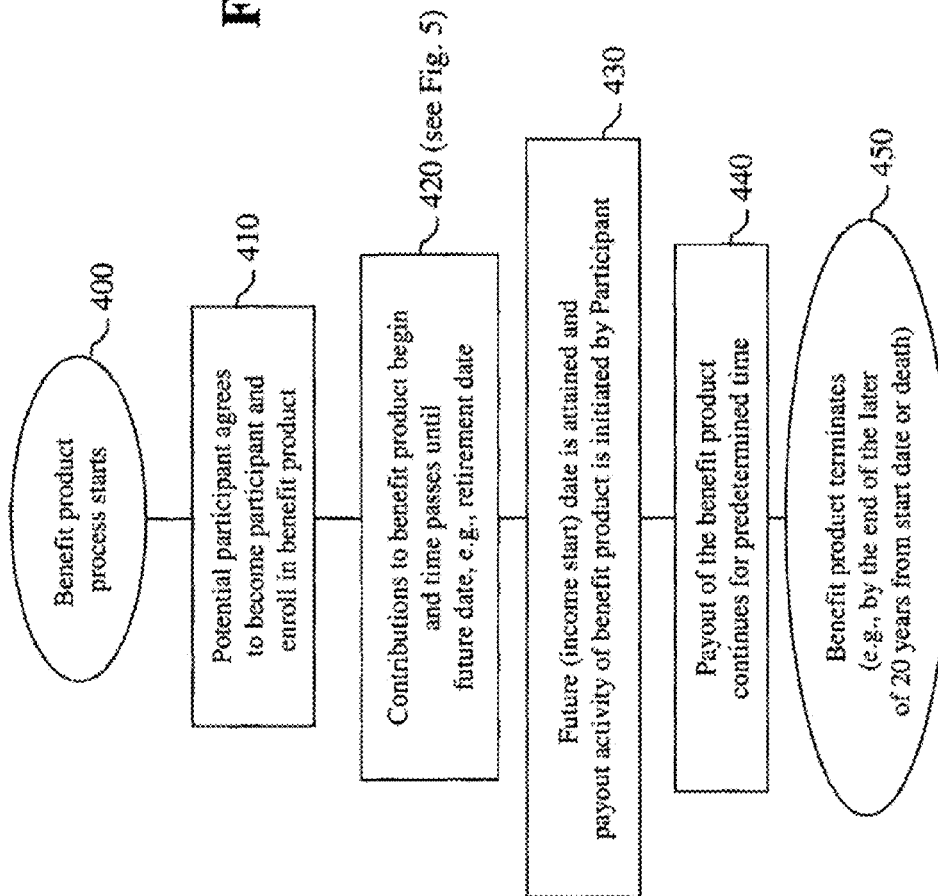 Benefit product
process starts
400
Potential participant agrees
to become participant and
enroll in benefit product
410
Contributions to benefit product begin
and time passes until
future date, e.g., retirement date
420 (see Fig. 5)
Future (income start) date is attained and
payout activity of benefit product is initiated by Participant
430
Payout of the benefit product
continues for predetermined time
440
Benefit product terminates
(e.g., by the end of the later
of 20 years from start date or death)
450
F